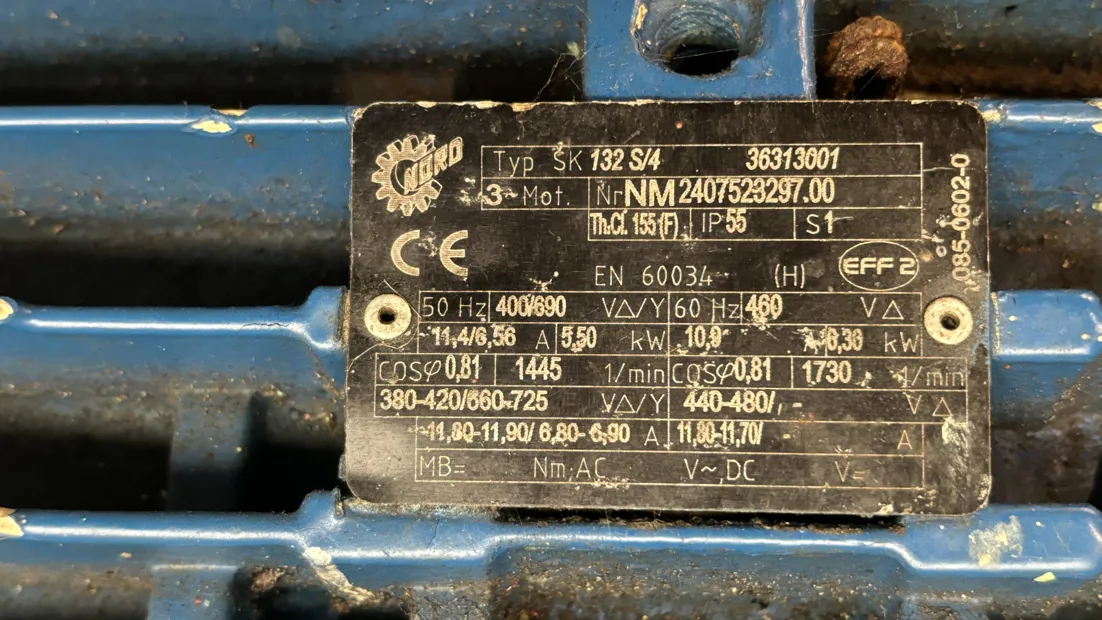 NORD
Typ SK 132 S/4 36313001
3~Mot. Nr NM 2407523297.00
Th.Cl. 155(F) IP 55 S1
CE
EN 60034 (H) EFF 2
085-0602-0
50 Hz 400/690 V△/Y 60 Hz 460 V△
11,4/6,56 A 5,50 kW 10,9 A 6,36 kW
COSφ 0,81 1445 1/min COSφ 0,81 1730 1/min
380-420/660-725 V△/Y 440-480/ - V△
11,80-11,90/ 6,80- 6,90 A 11,80-11,70/ A
MB= Nm,AC V~,DC V=